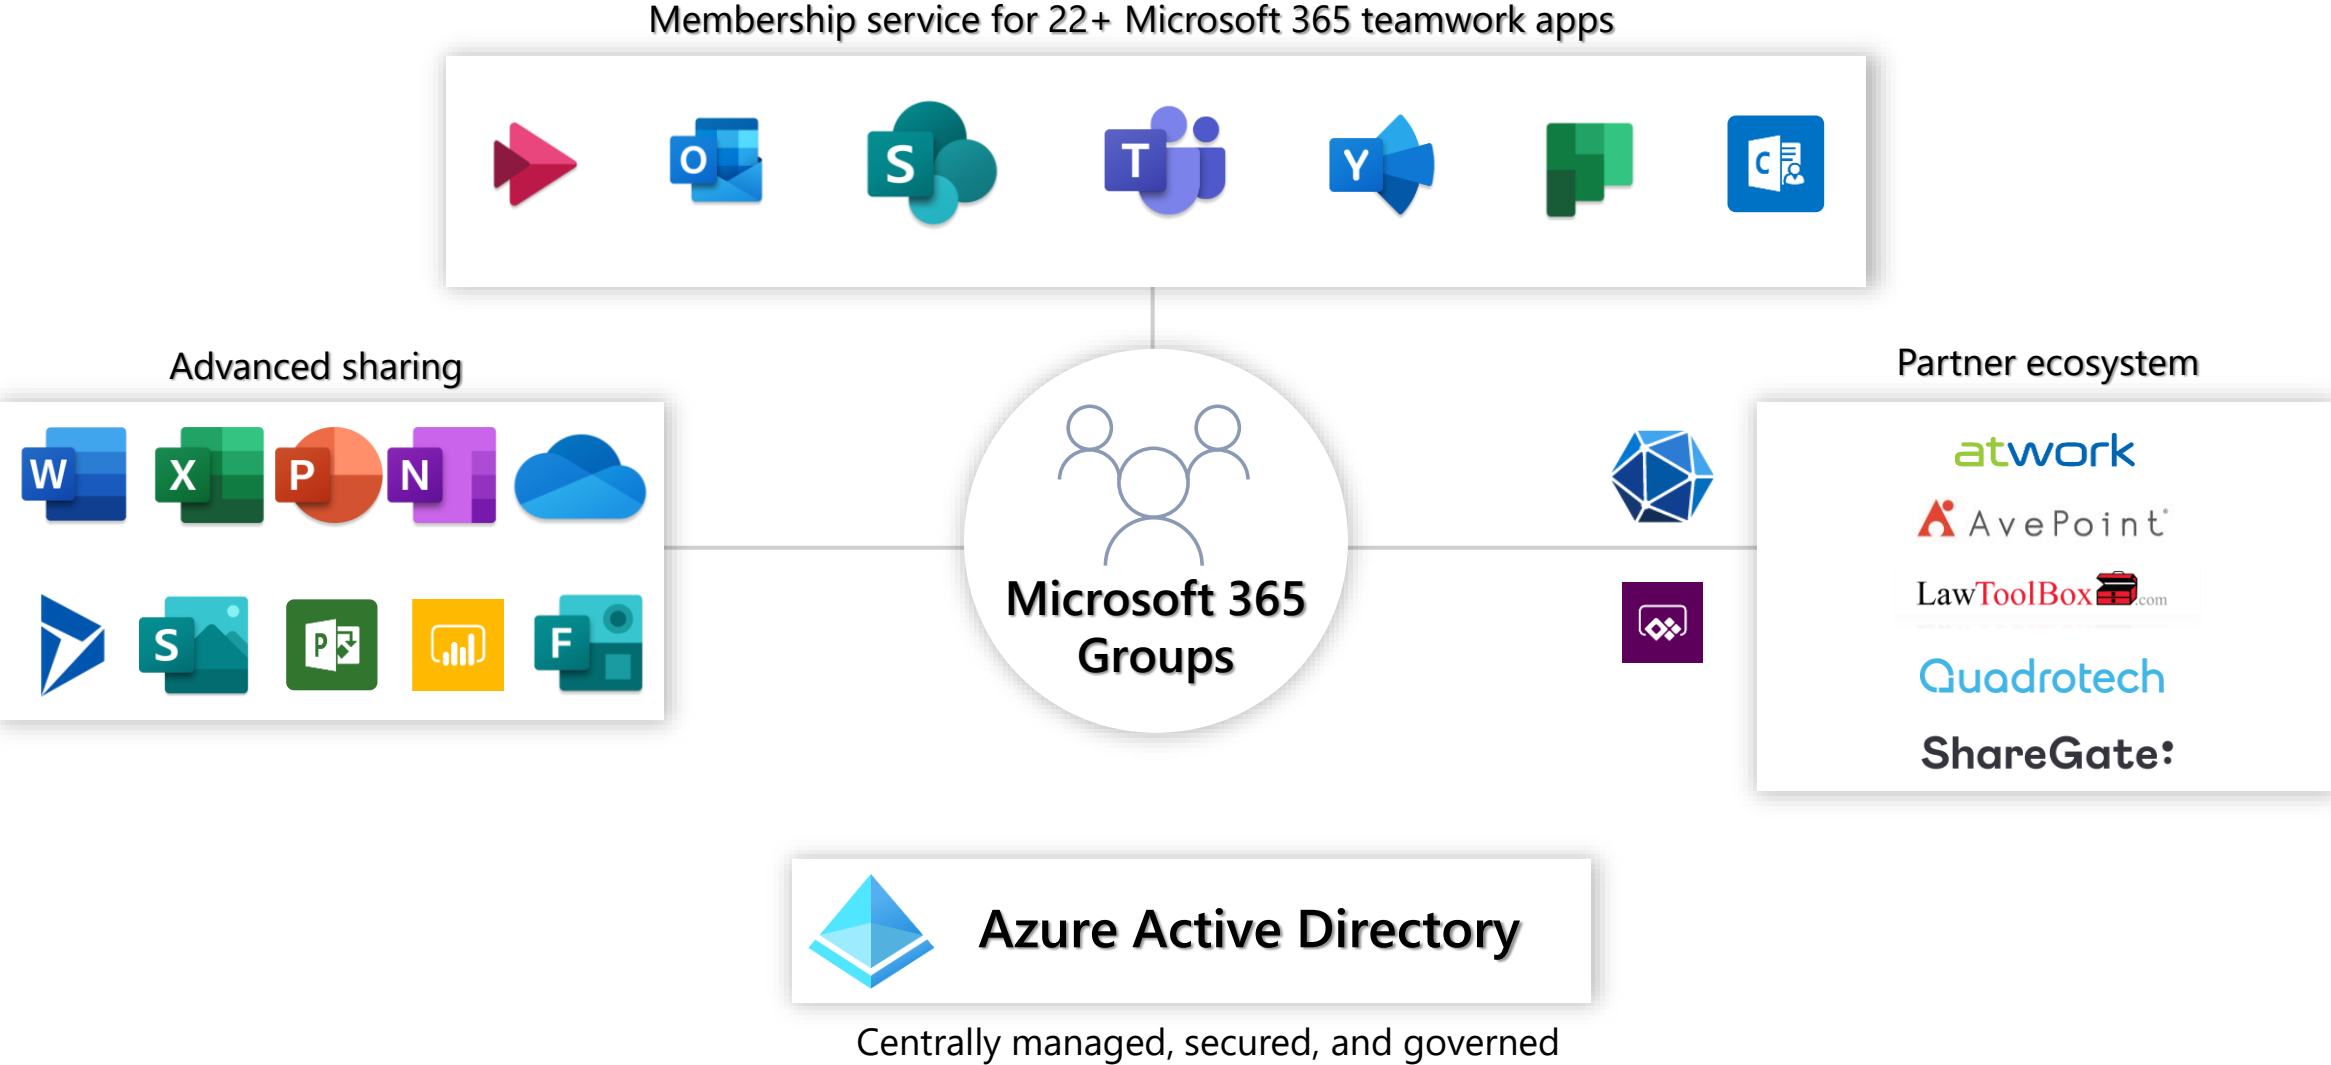 Membership service for 22+ Microsoft 365 teamwork apps
O
S
T
Y
C
Advanced sharing
Partner ecosystem
W
X
P
N
atwork
AvePoint
LawToolBox.com
S
P
F
Microsoft 365
Groups
Quadrotech
ShareGate:
Azure Active Directory
Centrally managed, secured, and governed